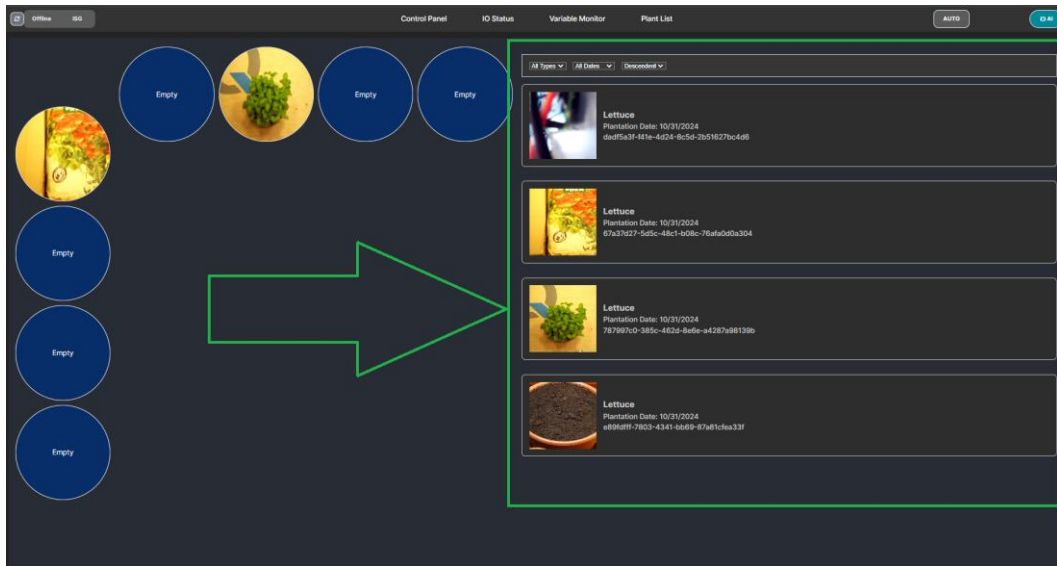 Offline ISG Control Panel IO Status Variable Monitor Plant List AUTO AI
Empty
Empty
Empty
Empty
Empty
Empty
All Types All Dates Descendent
Lettuce
Plantation Date: 10/31/2024
dadf5a3f-f41e-4d24-8c5d-2b51627bc4d6
Lettuce
Plantation Date: 10/31/2024
67a37d27-5d5c-48c1-b08c-76afa0d0a304
Lettuce
Plantation Date: 10/31/2024
787997c0-385c-462d-8e6e-a4287a98139b
Lettuce
Plantation Date: 10/31/2024
e89fdfff-7803-4341-bb69-87a81cfea33f